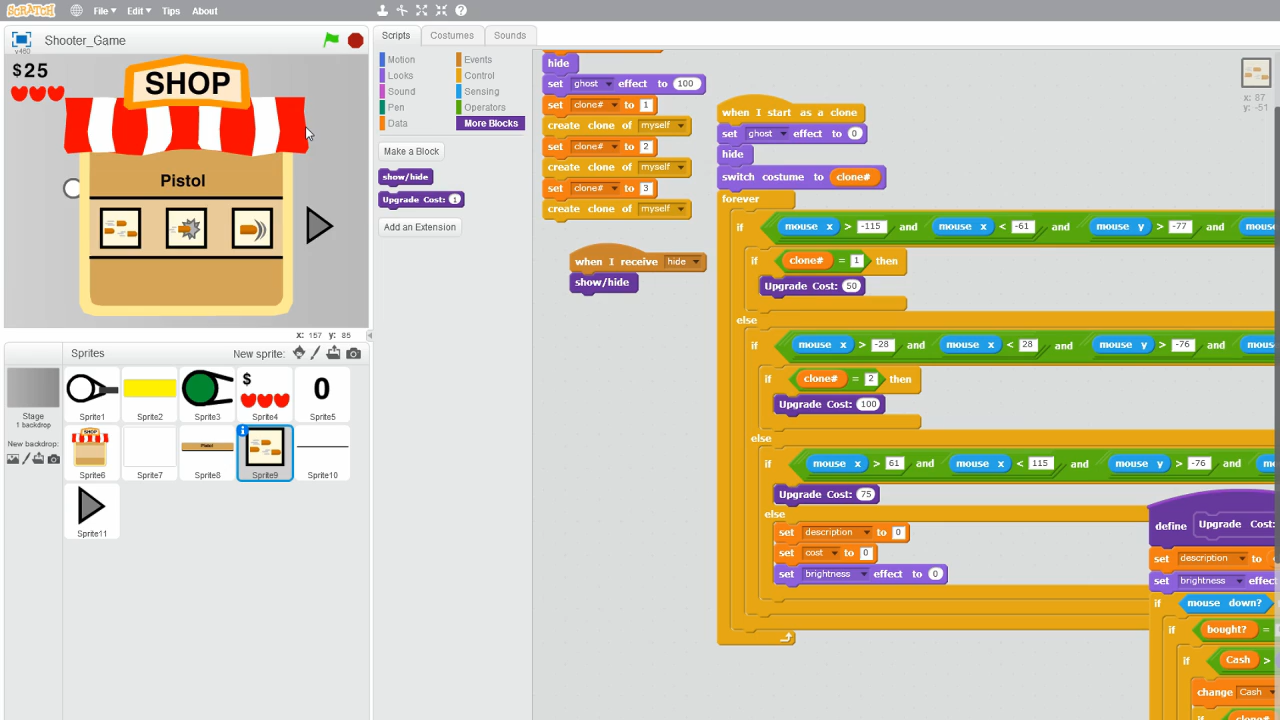 SCRATCH File Edit Tips About
Shooter_Game
v460
$25
SHOP
Pistol
x: 157 y: 85
Sprites New sprite:
Stage
1 backdrop
New backdrop:
Sprite1 Sprite2 Sprite3 $ Sprite4 0 Sprite5
SHOP Sprite6 Sprite7 Pistol Sprite8 Sprite9 Sprite10
Sprite11
Scripts Costumes Sounds
Motion Events
Looks Control
Sound Sensing
Pen Operators
Data More Blocks
Make a Block
show/hide
Upgrade Cost: 1
Add an Extension
hide
set ghost effect to 100
set clone# to 1
create clone of myself
set clone# to 2
create clone of myself
set clone# to 3
create clone of myself
when I receive hide
show/hide
when I start as a clone
set ghost effect to 0
hide
switch costume to clone#
forever
if mouse x > -115 and mouse x < -61 and mouse y > -77 and
if clone# = 1 then
Upgrade Cost: 50
else
if mouse x > -28 and mouse x < 28 and mouse y > -76 and
if clone# = 2 then
Upgrade Cost: 100
else
if mouse x > 61 and mouse x < 115 and mouse y > -76 and
Upgrade Cost: 75
else
set description to 0
set cost to 0
set brightness effect to 0
define Upgrade Cost:
set description to
set brightness effec
if mouse down?
if bought? =
if Cash >
change Cash
x: 87
y: -51